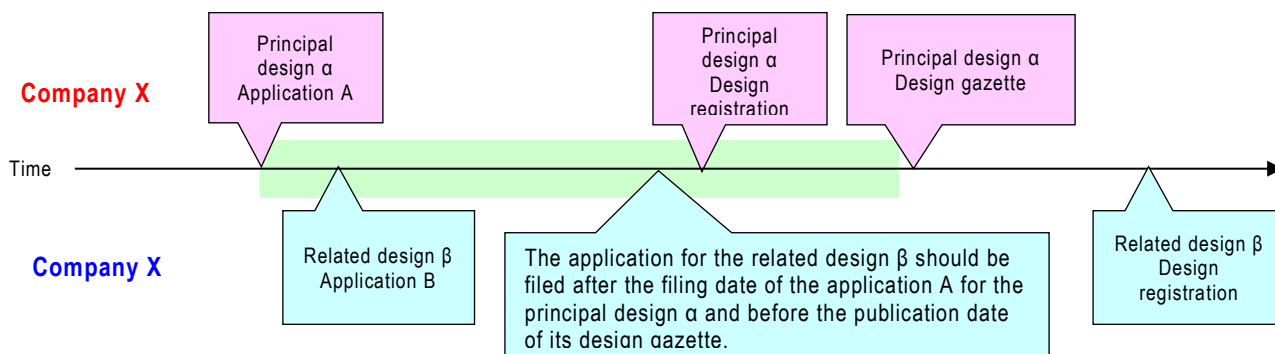 Principal
design α
Application A
Principal
design α
Design
registration
Principal design α
Design gazette
Company X
Time
Related design β
Application B
The application for the related design β should be
filed after the filing date of the application A for the
principal design α and before the publication date
of its design gazette.
Related design β
Design
registration
Company X